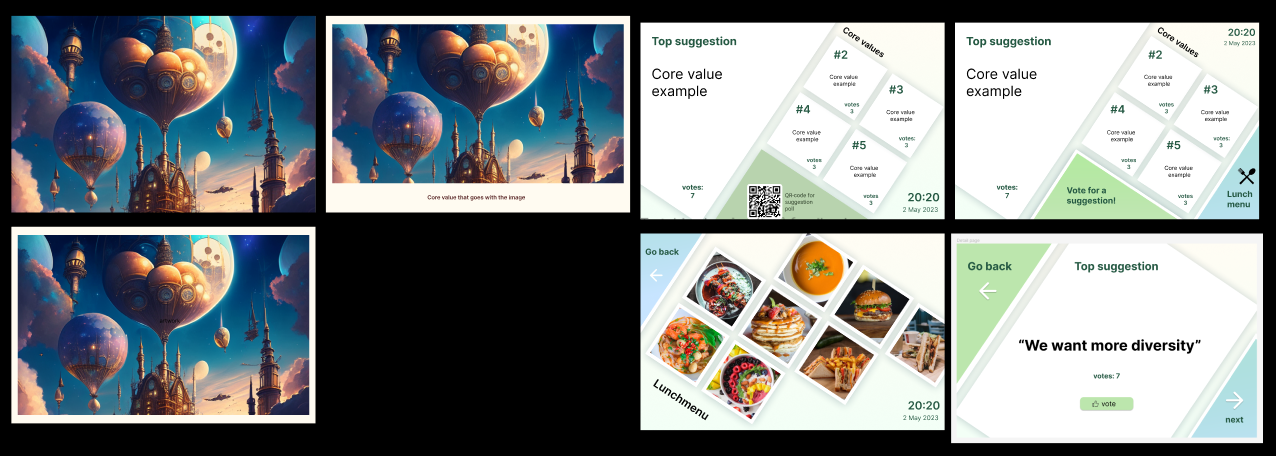 Core value that goes with the image
Top suggestion
Core value
example
votes:
7
Core values
#2
Core value
example
votes
3
#3
Core value
example
votes:
3
#4
Core value
example
votes
3
#5
Core value
example
votes
3
QR-code for
suggestion
poll
20:20
2 May 2023
Top suggestion
Core value
example
votes:
7
Core values
#2
Core value
example
votes
3
#3
Core value
example
votes:
3
#4
Core value
example
votes
3
#5
Core value
example
votes:
3
20:20
2 May 2023
Vote for a
suggestion!
Lunch
menu
Go back
Lunchmenu
20:20
2 May 2023
Go back
Top suggestion
“We want more diversity”
votes: 7
vote
next